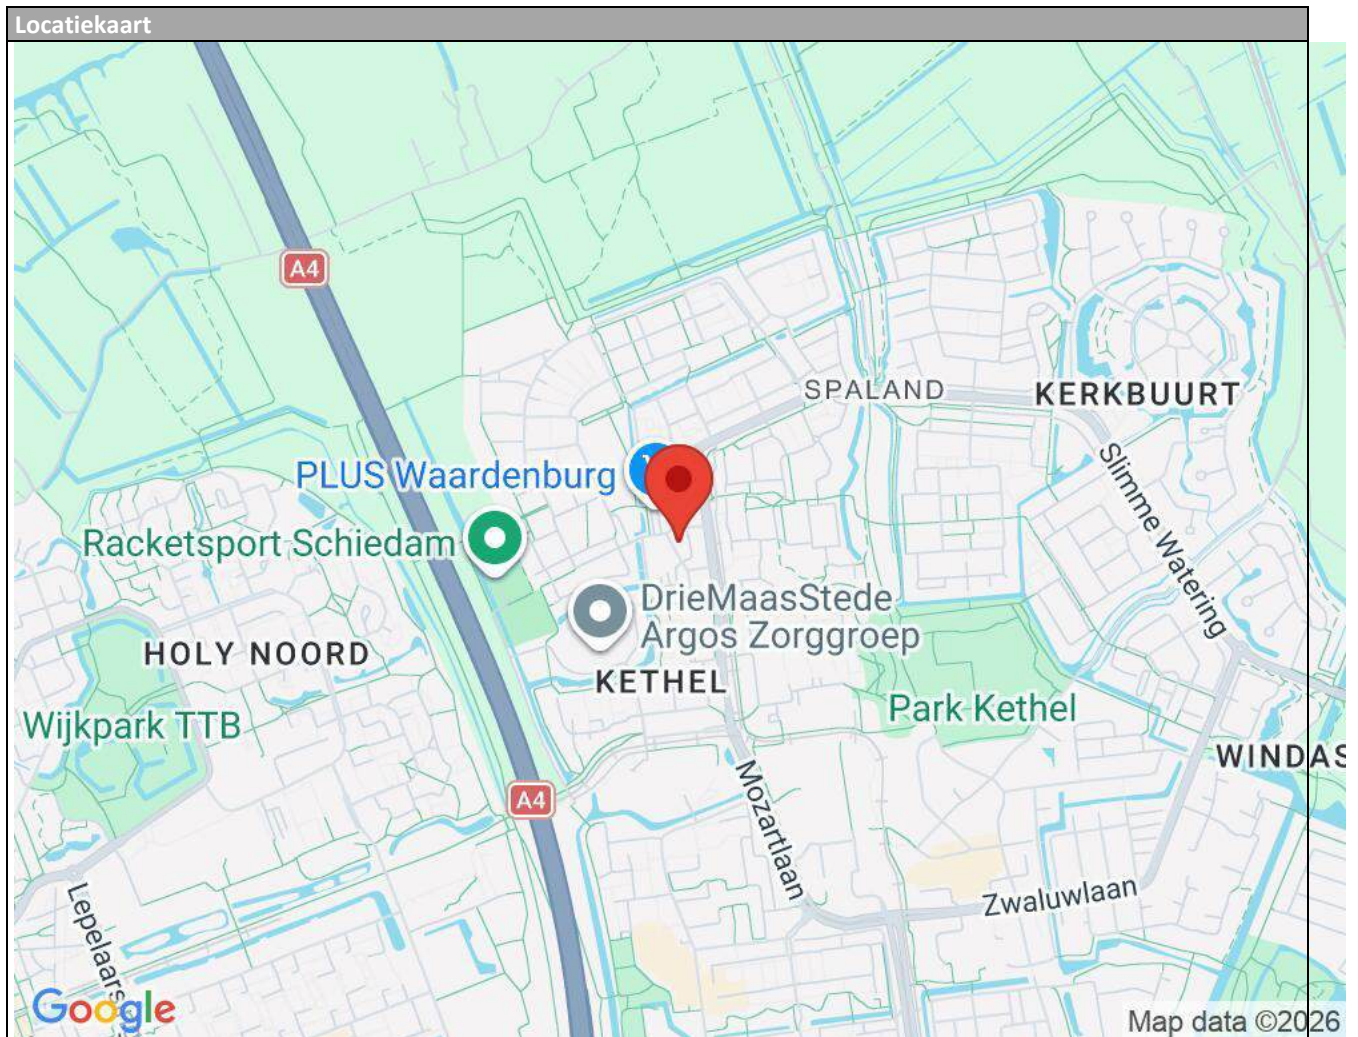 Locatiekaart
A4
SPALAND
KERKBUURT
PLUS Waardenburg
Slimme Watering
Racketsport Schiedam
DrieMaasStede
Argos Zorggroep
HOLY NOORD
KETHEL
Park Kethel
Wijkpark TTB
WINDAS
A4
Mozartlaan
Zwaluwlaan
Lepelaars
Google
Map data ©2026